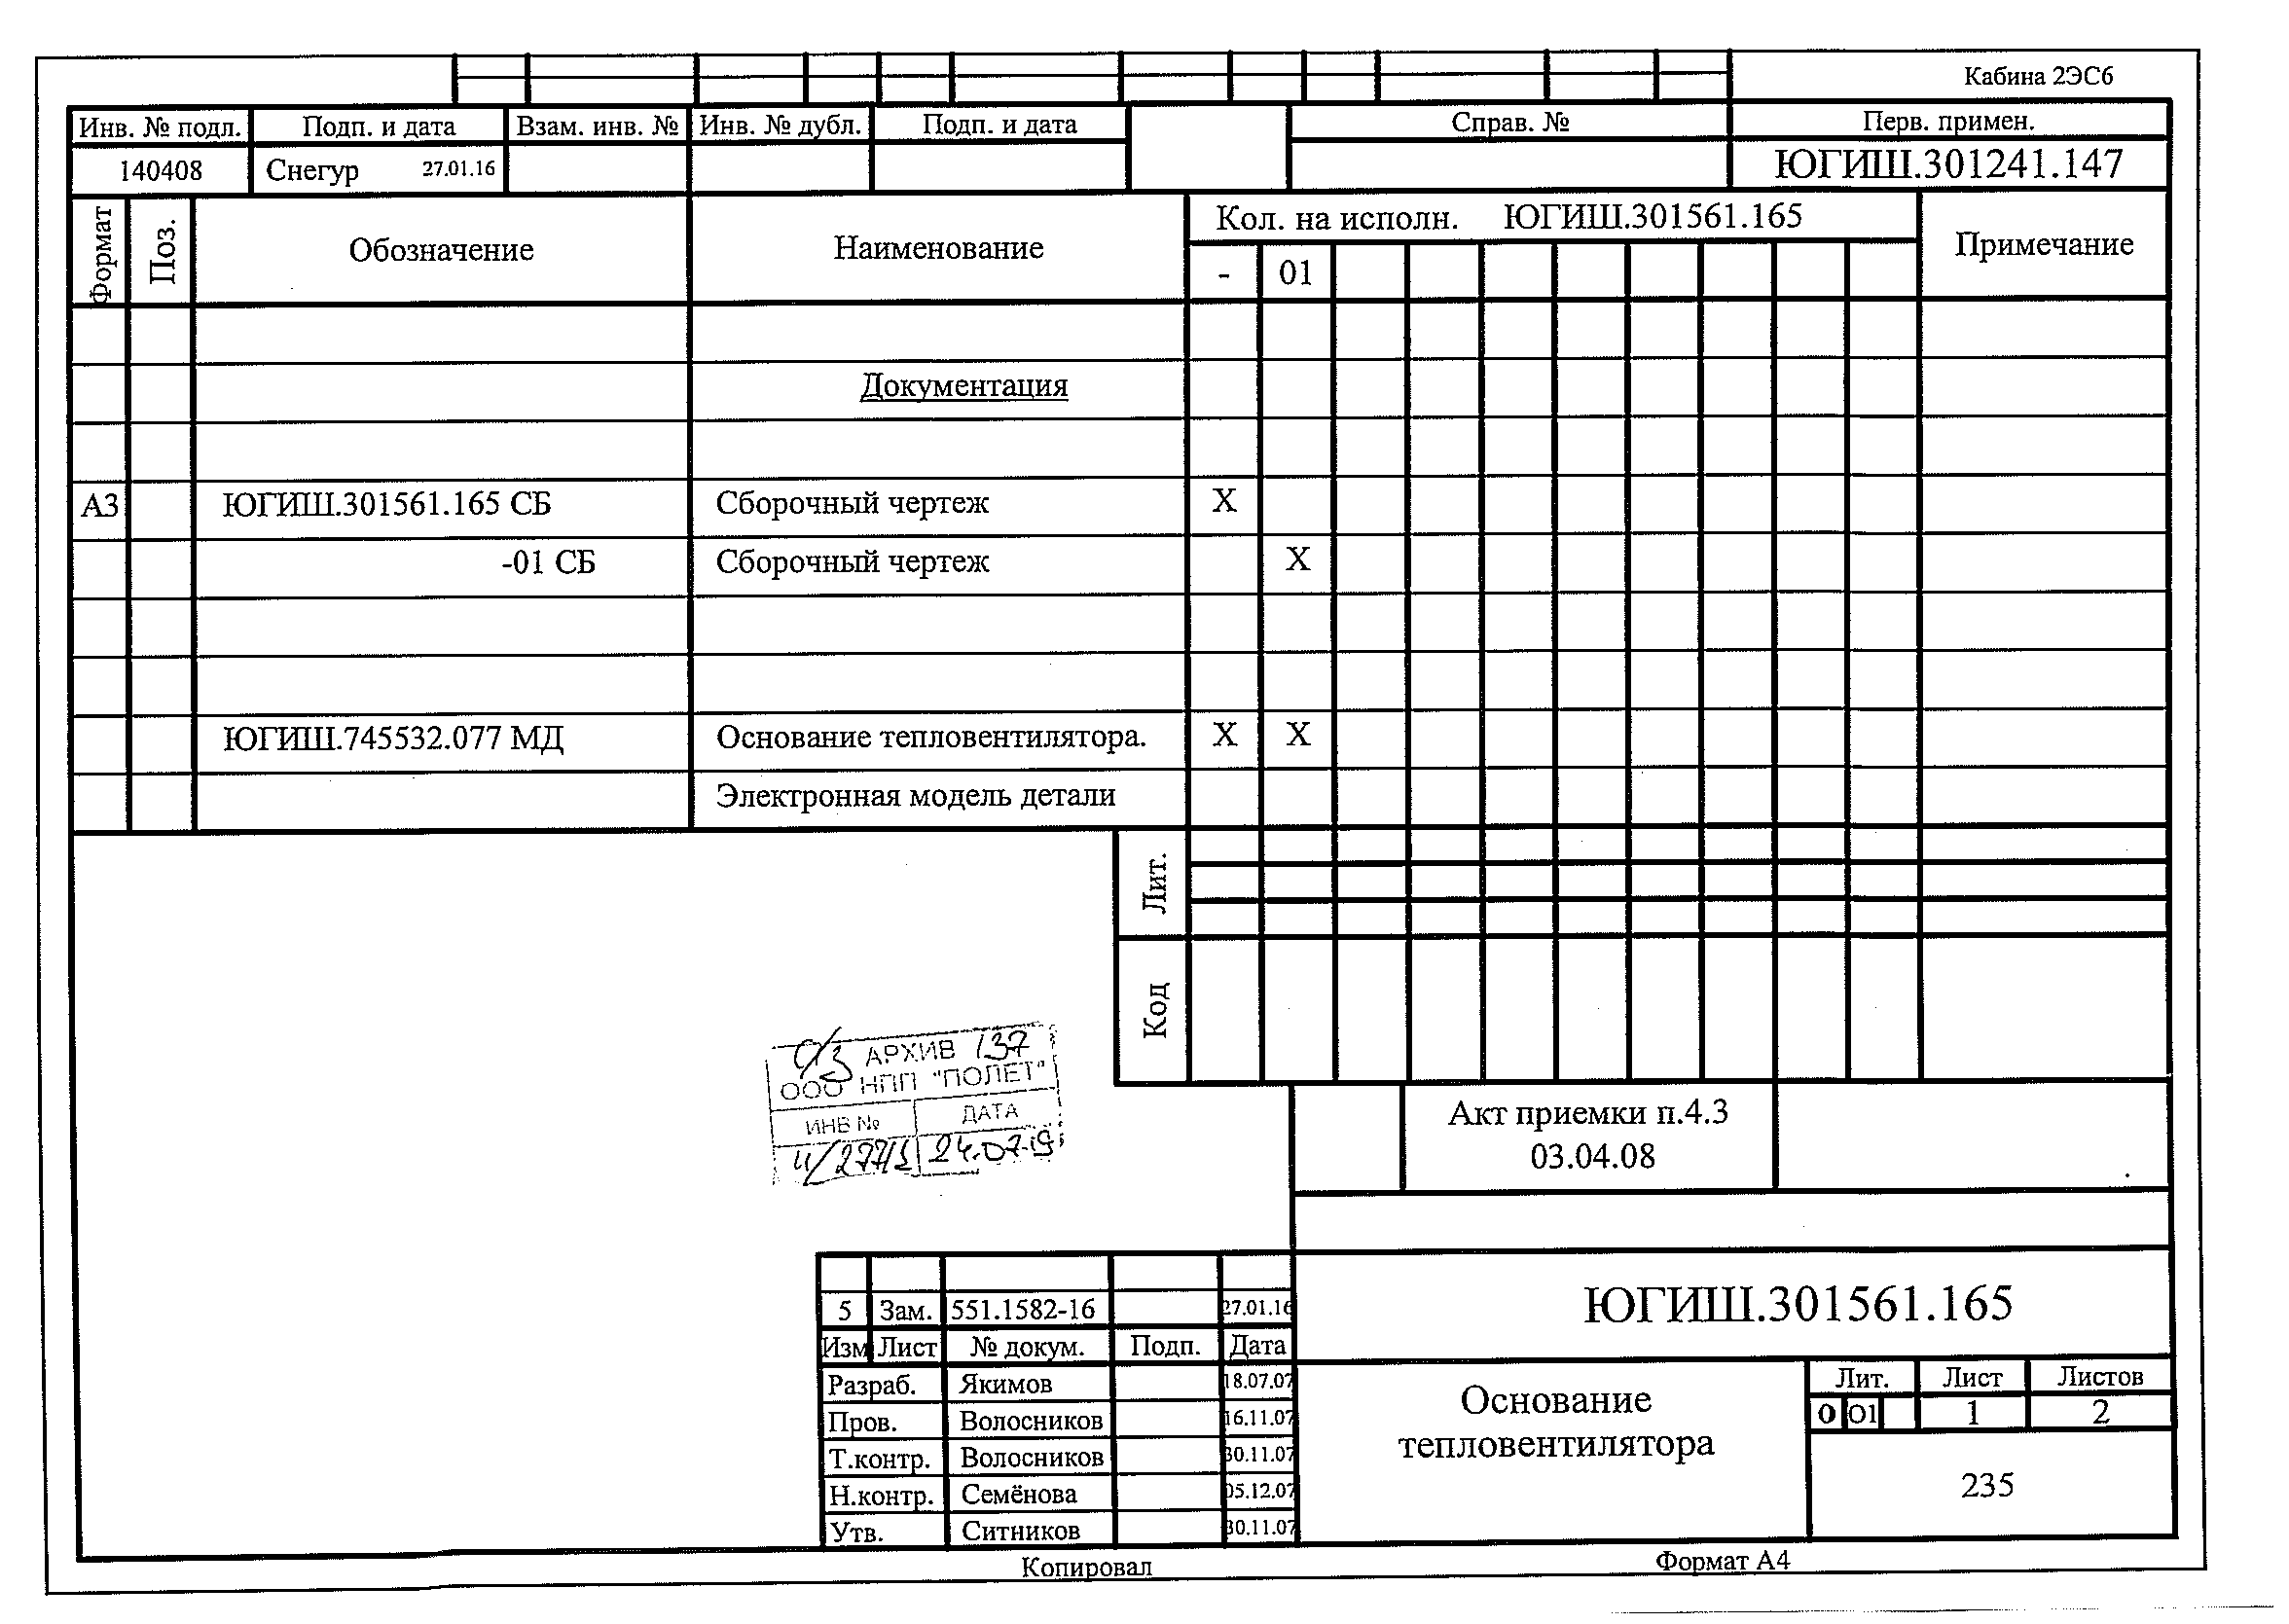 Кабина 2ЭС6
Инв. № подл. Подп. и дата Взам. инв. № Инв. № дубл. Подп. и дата Справ. № Перв. примен.
140408 Снегур 27.01.16 ЮГИШ.301241.147
Формат Поз. Обозначение Наименование Кол. на исполн. ЮГИШ.301561.165 Примечание
- 01
Документация
А3 ЮГИШ.301561.165 СБ Сборочный чертеж Х
-01 СБ Сборочный чертеж Х
ЮГИШ.745532.077 МД Основание тепловентилятора. Х Х
Электронная модель детали
Лит.
Код
С/З АРХИВ 137
ООО НПП "ПОЛЕТ"
ИНВ № ДАТА
24.07.19
Акт приемки п.4.3
03.04.08
5 Зам. 551.1582-16 27.01.16
Изм Лист № докум. Подп. Дата
ЮГИШ.301561.165
Разраб. Якимов 18.07.07
Пров. Волосников 16.11.07
Т.контр. Волосников 30.11.07
Н.контр. Семёнова 05.12.07
Утв. Ситников 30.11.07
Основание
тепловентилятора
Лит. Лист Листов
О О1 1 2
235
Копировал Формат А4